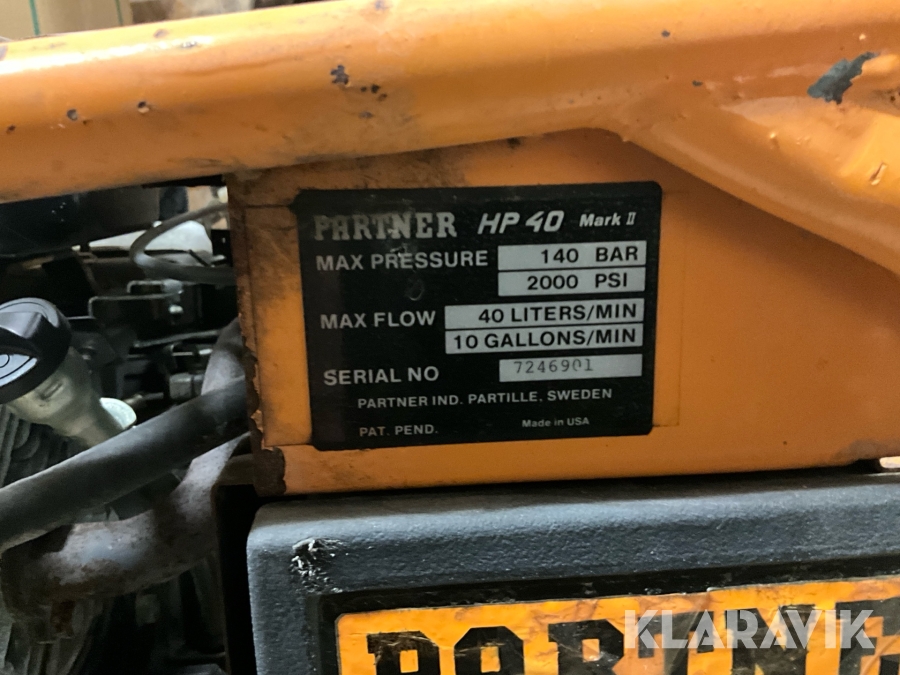 PARTNER HP 40 Mark II
MAX PRESSURE 140 BAR
2000 PSI
MAX FLOW 40 LITERS/MIN
10 GALLONS/MIN
SERIAL NO 7246901
PARTNER IND. PARTILLE. SWEDEN
PAT. PEND. Made in USA
KLARAVIK